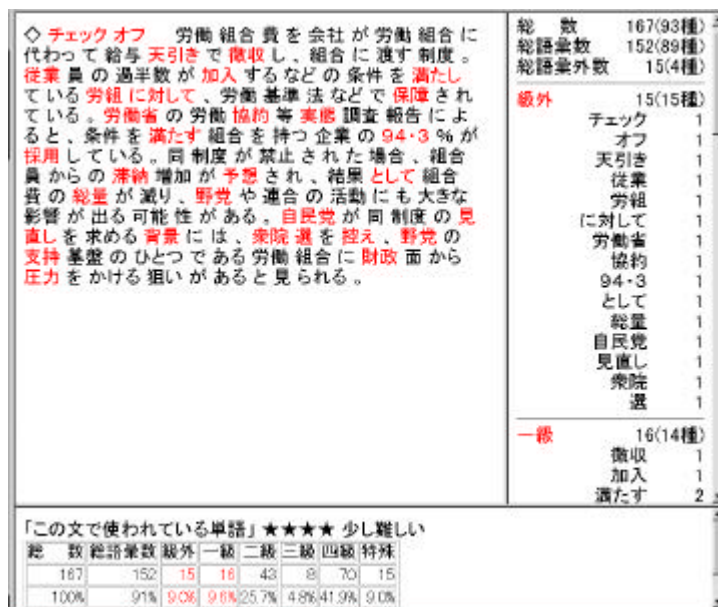 ◇ チェック オフ　労働 組合 費 を 会社 が 労働 組合 に
代わっ て 給与 天引き で 徴収 し 、組合 に 渡す 制度 。
従業 員 の 過半数 が 加入 する など の 条件 を 満たし
て いる 労組 に対して 、労働 基準 法 など で 保障 され
て いる 。労働省 の 労働 協約 等 実態 調査 報告 に よ
る と 、条件 を 満たす 組合 を 持つ 企業 の 94・3 % が
採用 し て いる 。同 制度 が 禁止 され た 場合 、組合
員 から の 滞納 増加 が 予想 され 、結果 として 組合
費 の 総量 が 減り 、野党 や 連合 の 活動 に も 大きな
影響 が 出る 可能 性 が ある 。自民党 が 同 制度 の 見
直し を 求める 背景 に は 、衆院 選 を 控え 、野党 の
支持 基盤 の ひとつ で ある 労働 組合 に 財政 面 から
圧力 を かける 狙い が ある と 見 られる 。
総　数 167(93種)
総語彙数 152(89種)
総語彙外数 15(4種)
級外 15(15種)
チェック 1
オフ 1
天引き 1
従業 1
労組 1
に対して 1
労働省 1
協約 1
94・3 1
として 1
総量 1
自民党 1
見直し 1
衆院 1
選 1
一級 16(14種)
徴収 1
加入 1
満たす 2
「この文で使われている単語」★★★★ 少し難しい
総　数 総語彙数 級外 一級 二級 三級 四級 特殊
167 152 15 16 43 8 70 15
100% 91% 9.0% 9.6% 25.7% 4.8% 41.9% 9.0%